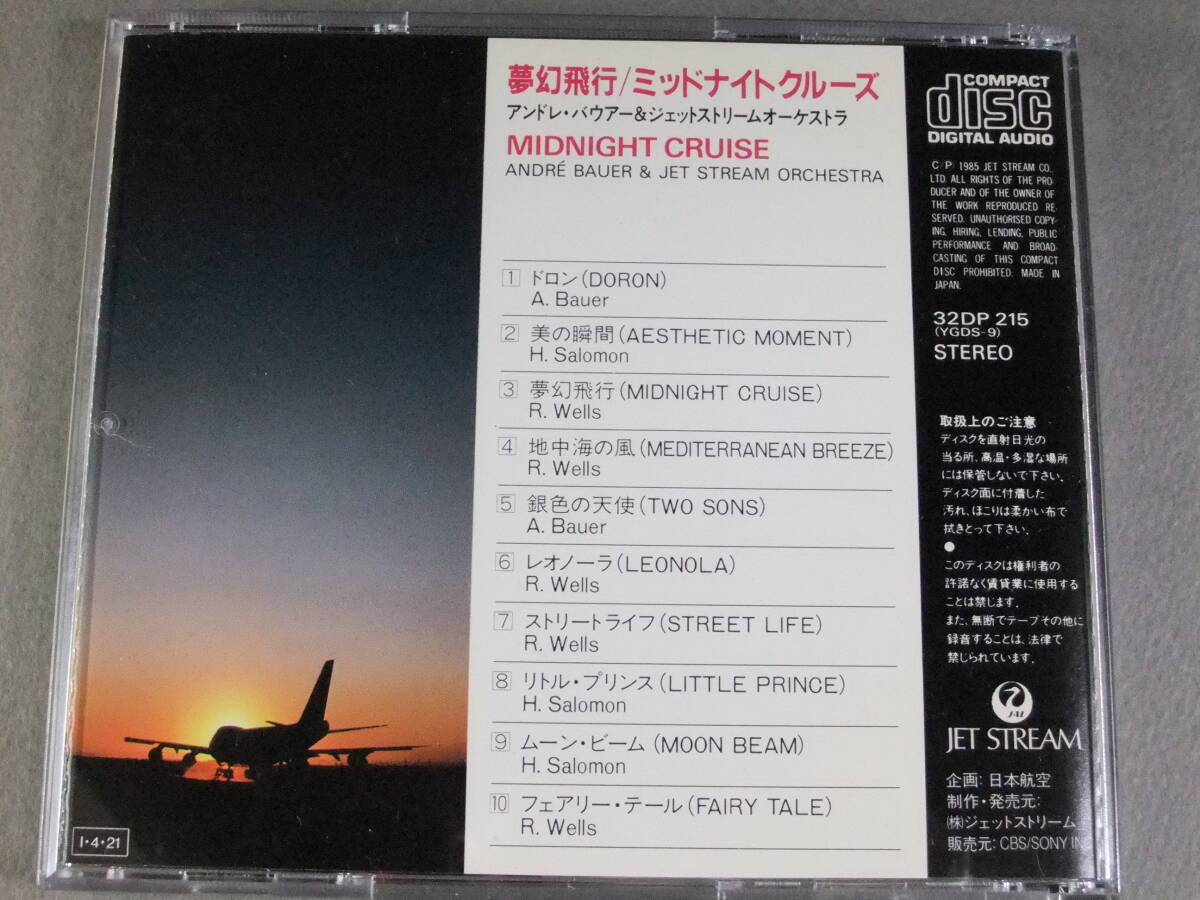 夢幻飛行/ミッドナイトクルーズ
アンドレ・バウアー&ジェットストリームオーケストラ
MIDNIGHT CRUISE
ANDRÉ BAUER & JET STREAM ORCHESTRA
1 ドロン(DORON)
A. Bauer
2 美の瞬間(AESTHETIC MOMENT)
H. Salomon
3 夢幻飛行(MIDNIGHT CRUISE)
R. Wells
4 地中海の風(MEDITERRANEAN BREEZE)
R. Wells
5 銀色の天使(TWO SONS)
A. Bauer
6 レオノーラ(LEONOLA)
R. Wells
7 ストリートライフ(STREET LIFE)
R. Wells
8 リトル・プリンス(LITTLE PRINCE)
H. Salomon
9 ムーン・ビーム(MOON BEAM)
H. Salomon
10 フェアリー・テール(FAIRY TALE)
R. Wells
COMPACT
disc
DIGITAL AUDIO
C/P 1985 JET STREAM CO.,
LTD. ALL RIGHTS OF THE PRO-
DUCER AND OF THE OWNER OF
THE WORK REPRODUCED RE-
SERVED. UNAUTHORISED COPY-
ING, HIRING, LENDING, PUBLIC
PERFORMANCE AND BROAD-
CASTING OF THIS COMPACT
DISC PROHIBITED. MADE IN
JAPAN.
32DP 215
(YGDS-9)
STEREO
取扱上のご注意
ディスクを直射日光の
当る所、高温・多湿な場所
には保管しないで下さい.
ディスク面に付着した
汚れ、ほこりは柔かい布で
拭きとって下さい.
●
このディスクは権利者の
許諾なく賃貸業に使用する
ことは禁じます.
また、無断でテープその他に
録音することは、法律で
禁じられています.
JAL
JET STREAM
企画: 日本航空
制作・発売元:
(株)ジェットストリーム
販売元: CBS/SONY INC
I・4・21